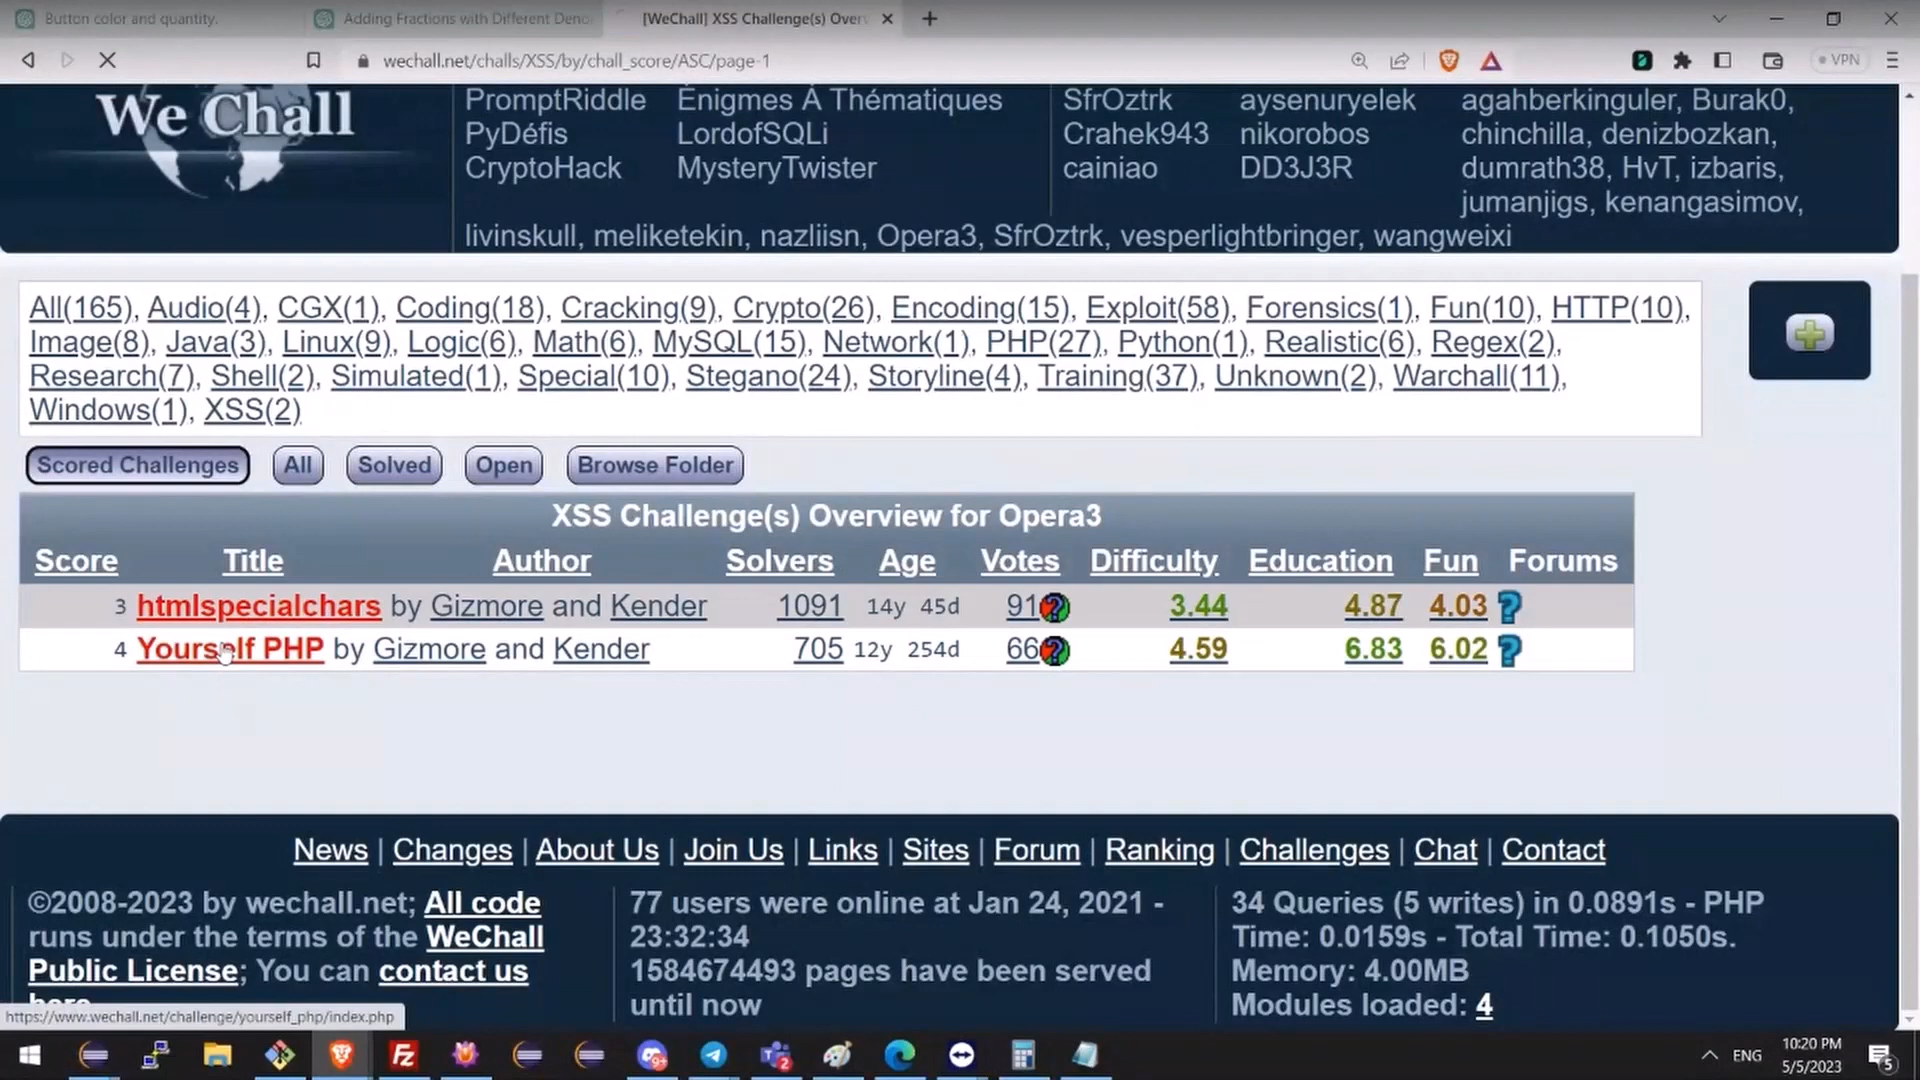 Button color and quantity.
Adding Fractions with Different Deno
[WeChall] XSS Challenge(s) Over
wechall.net/challs/XSS/by/chall_score/ASC/page-1
VPN
We Chall
PromptRiddle Énigmes À Thématiques
PyDéfis LordofSQLi
CryptoHack MysteryTwister
SfrOztrk aysenuryelek
Crahek943 nikorobos
cainiao DD3J3R
agahberkinguler, Burak0,
chinchilla, denizbozkan,
dumrath38, HvT, izbaris,
jumanjigs, kenangasimov,
livinskull, meliketekin, nazliisn, Opera3, SfrOztrk, vesperlightbringer, wangweixi
All(165), Audio(4), CGX(1), Coding(18), Cracking(9), Crypto(26), Encoding(15), Exploit(58), Forensics(1), Fun(10), HTTP(10),
Image(8), Java(3), Linux(9), Logic(6), Math(6), MySQL(15), Network(1), PHP(27), Python(1), Realistic(6), Regex(2),
Research(7), Shell(2), Simulated(1), Special(10), Stegano(24), Storyline(4), Training(37), Unknown(2), Warchall(11),
Windows(1), XSS(2)
Scored Challenges All Solved Open Browse Folder
XSS Challenge(s) Overview for Opera3
Score Title Author Solvers Age Votes Difficulty Education Fun Forums
3 htmlspecialchars by Gizmore and Kender 1091 14y 45d 91 3.44 4.87 4.03
4 Yourself PHP by Gizmore and Kender 705 12y 254d 66 4.59 6.83 6.02
News | Changes | About Us | Join Us | Links | Sites | Forum | Ranking | Challenges | Chat | Contact
©2008-2023 by wechall.net; All code
runs under the terms of the WeChall
Public License; You can contact us
here
77 users were online at Jan 24, 2021 -
23:32:34
1584674493 pages have been served
until now
34 Queries (5 writes) in 0.0891s - PHP
Time: 0.0159s - Total Time: 0.1050s.
Memory: 4.00MB
Modules loaded: 4
https://www.wechall.net/challenge/yourself_php/index.php
ENG
10:20 PM
5/5/2023
5